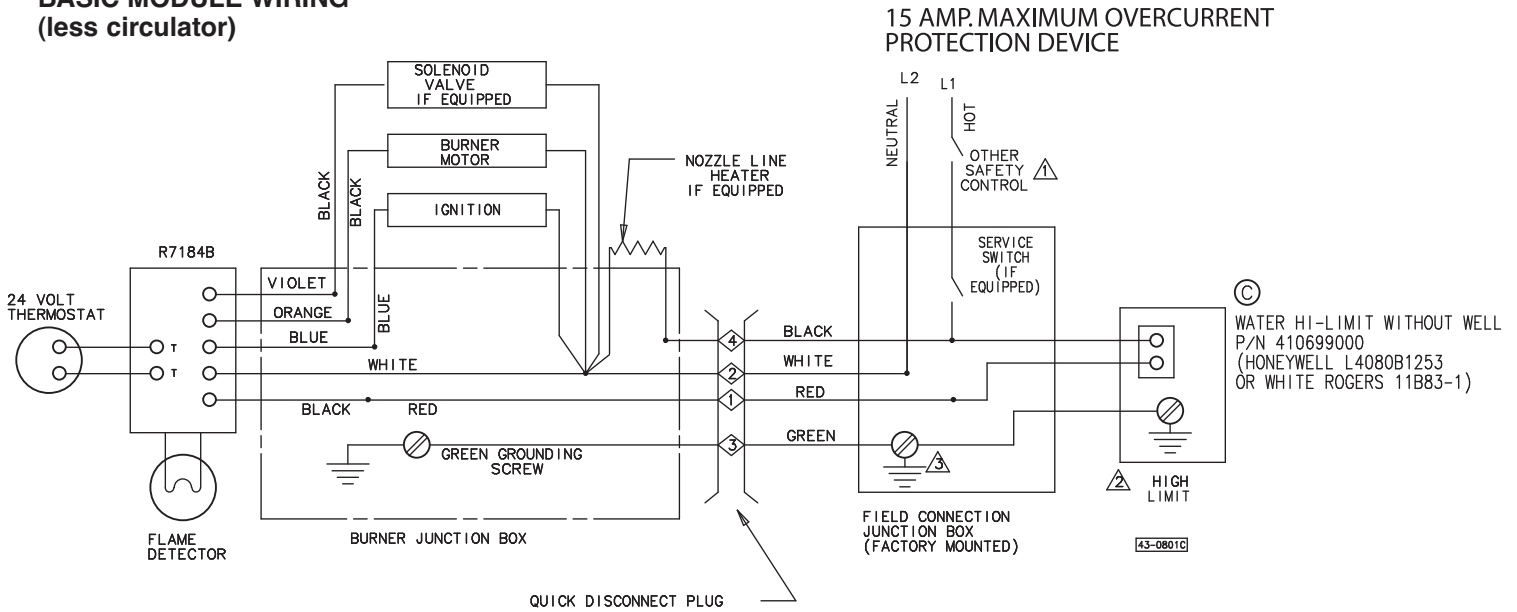 BASIC MODULE WIRING
(less circulator)
15 AMP. MAXIMUM OVERCURRENT
PROTECTION DEVICE
SOLENOID
VALVE
IF EQUIPPED
BURNER
MOTOR
IGNITION
BLACK
BLACK
NOZZLE LINE
HEATER
IF EQUIPPED
L2
L1
NEUTRAL
HOT
OTHER
SAFETY
CONTROL
1
SERVICE
SWITCH
(IF
EQUIPPED)
R7184B
24 VOLT
THERMOSTAT
T
T
VIOLET
ORANGE
BLUE
BLUE
WHITE
BLACK
RED
GREEN GROUNDING
SCREW
4
2
1
3
BLACK
WHITE
RED
GREEN
3
C
WATER HI-LIMIT WITHOUT WELL
P/N 410699000
(HONEYWELL L4080B1253
OR WHITE ROGERS 11B83-1)
2
HIGH
LIMIT
FLAME
DETECTOR
BURNER JUNCTION BOX
FIELD CONNECTION
JUNCTION BOX
(FACTORY MOUNTED)
43-0801C
QUICK DISCONNECT PLUG